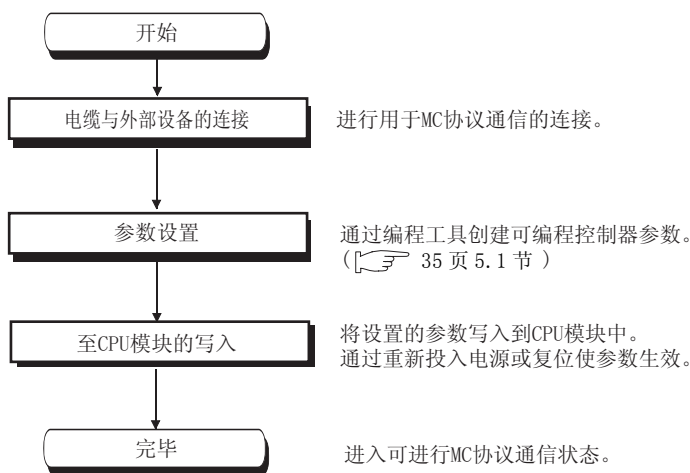 开始
电缆与外部设备的连接
进行用于MC协议通信的连接。
参数设置
通过编程工具创建可编程控制器参数。
( 35 页 5.1 节 )
至CPU模块的写入
将设置的参数写入到CPU模块中。
通过重新投入电源或复位使参数生效。
完毕
进入可进行MC协议通信状态。